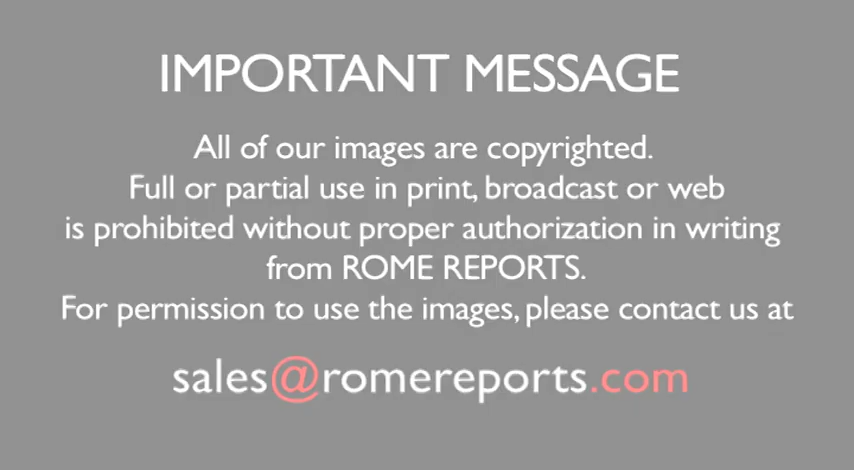 IMPORTANT MESSAGE
All of our images are copyrighted.
Full or partial use in print, broadcast or web
is prohibited without proper authorization in writing
from ROME REPORTS.
For permission to use the images, please contact us at
sales@romereports.com